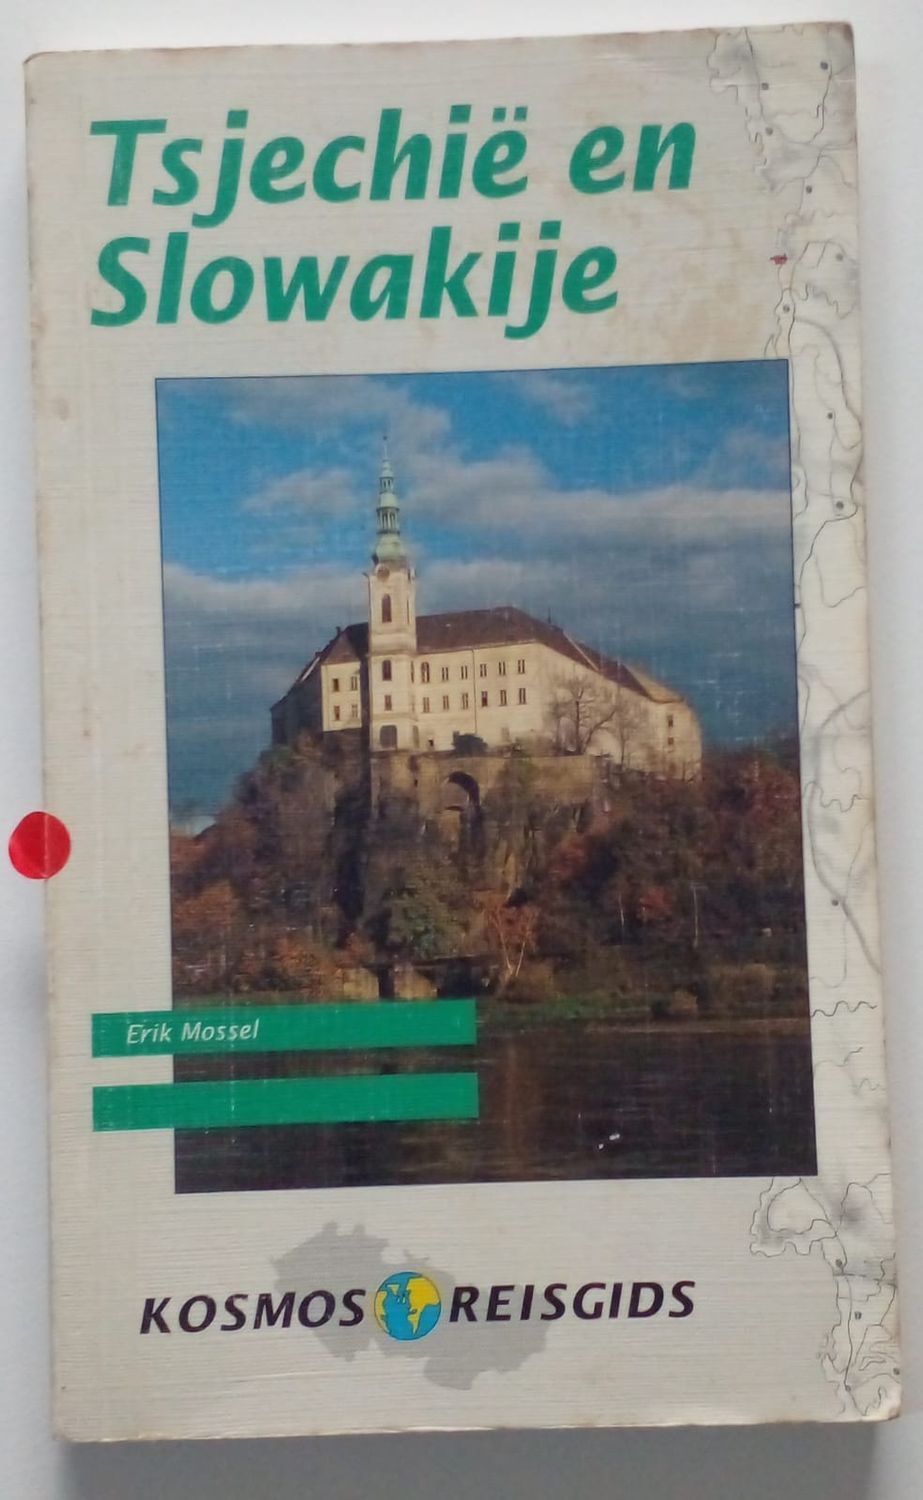 Tsjechië en
Slowakije
Erik Mossel
KOSMOS REISGIDS